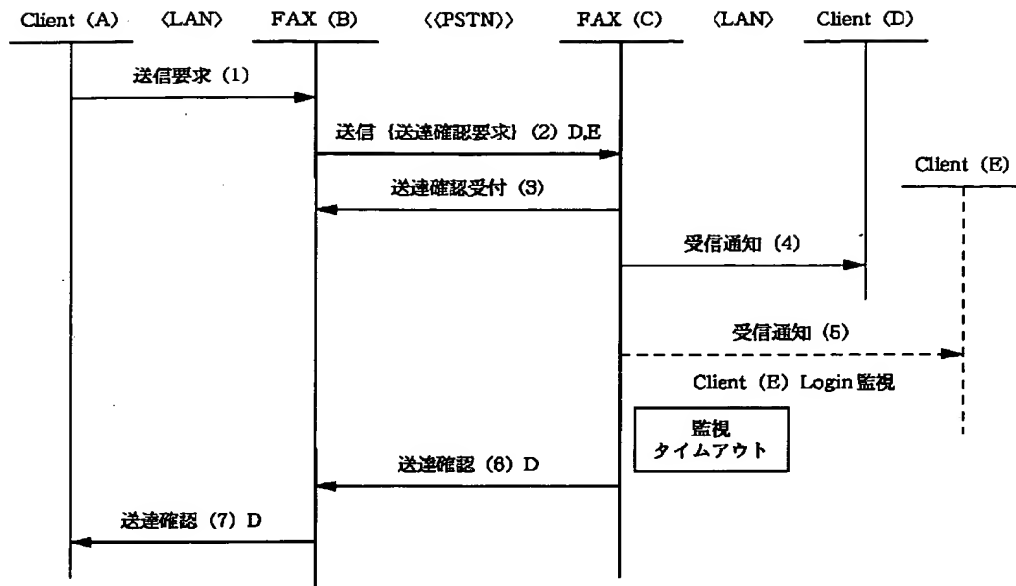 Client (A) 〈LAN〉 FAX (B) 〈〈PSTN〉〉 FAX (C) 〈LAN〉 Client (D)
送信要求 (1)
送信 {送達確認要求} (2) D,E
Client (E)
送達確認受付 (3)
受信通知 (4)
受信通知 (5)
Client (E) Login 監視
監視
タイムアウト
送達確認 (6) D
送達確認 (7) D